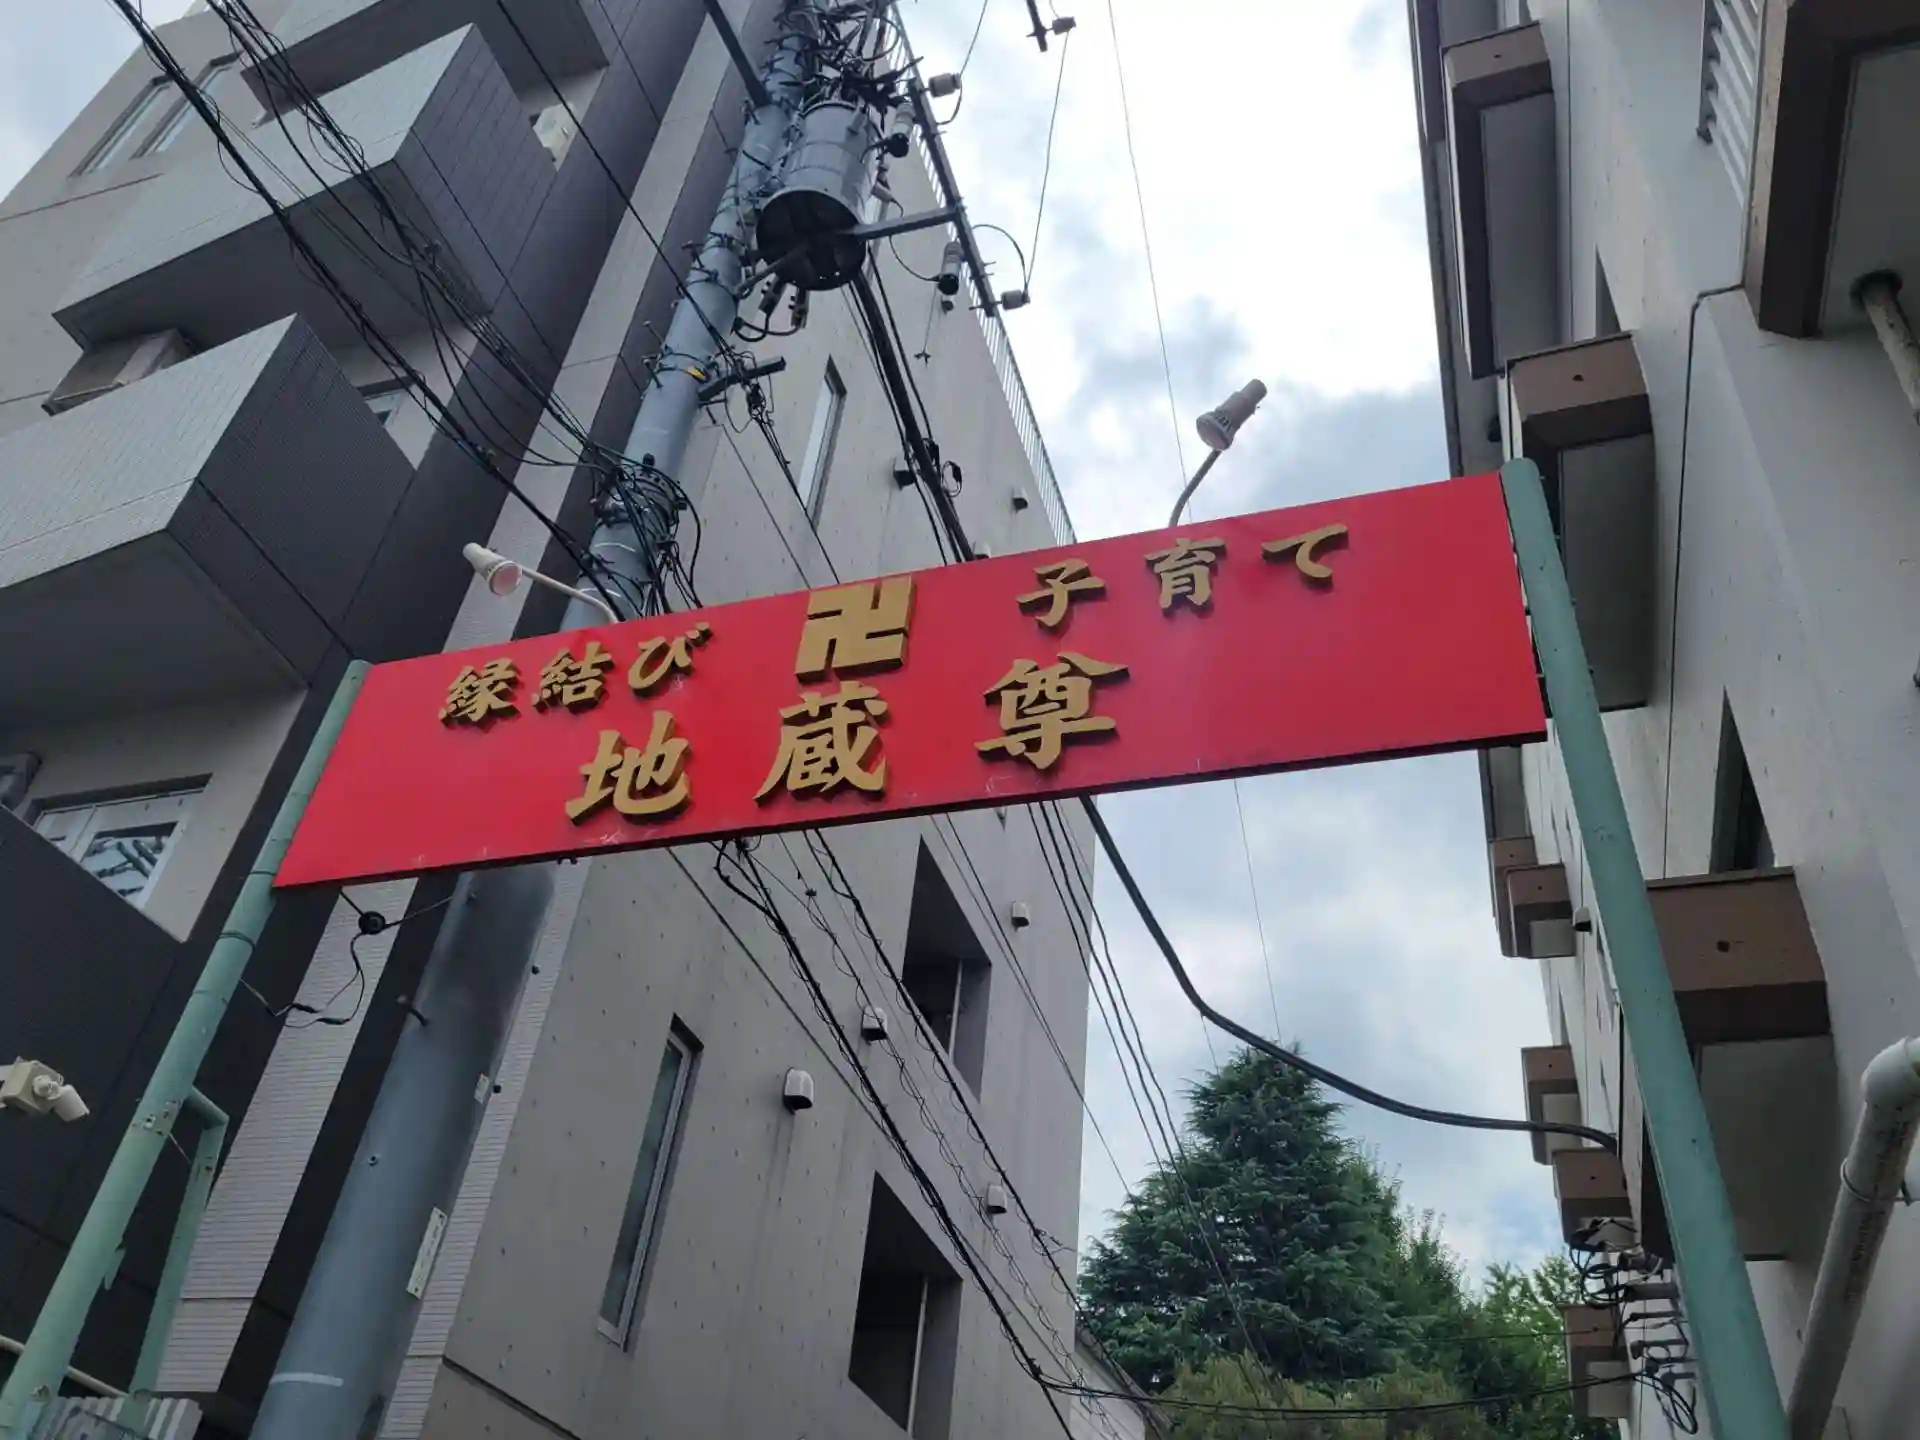 縁結び 卍 子育て
地蔵尊